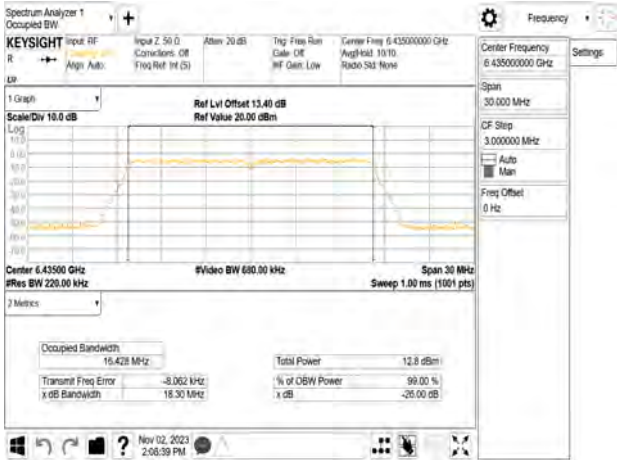 Spectrum Analyzer 1
Occupied BW
Frequency
KEYSIGHT
Input: RF
Input Z: 50 Ω
Atten: 20 dB
Trig: Free Run
Center Freq: 6.435000000 GHz
R
Corrections: Off
Gate: Off
Avg|Hold: 10/10
Align: Auto
Freq Ref: Int (S)
#IF Gain: Low
Radio Std: None
Center Frequency
6.435000000 GHz
Settings
Span
30.000 MHz
CF Step
3.000000 MHz
Auto
Man
Freq Offset
0 Hz
1 Graph
Ref Lvl Offset 13.40 dB
Scale/Div 10.0 dB
Ref Value 20.00 dBm
Log
Center 6.43500 GHz
#Video BW 680.00 kHz
Span 30 MHz
#Res BW 220.00 kHz
Sweep 1.00 ms (1001 pts)
2 Metrics
Occupied Bandwidth
16.428 MHz
Total Power
12.8 dBm
Transmit Freq Error
-8.062 kHz
% of OBW Power
99.00 %
x dB Bandwidth
18.30 MHz
x dB
-26.00 dB
Nov 02, 2023
2:06:39 PM